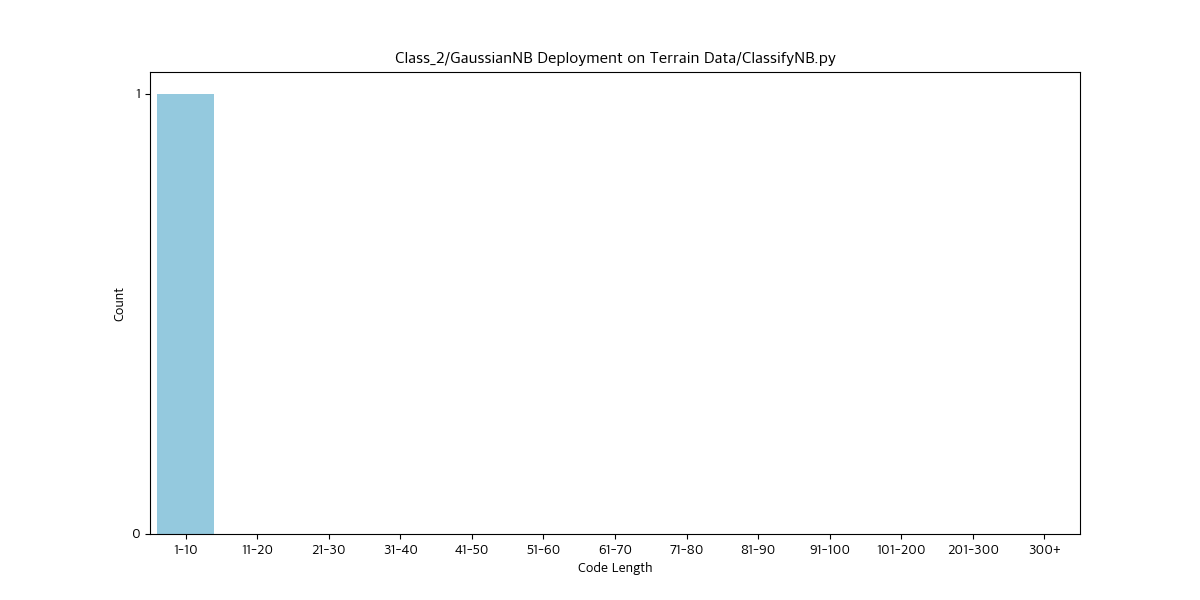 Class_2/GaussianNB Deployment on Terrain Data/ClassifyNB.py
1
Count
0
1-10 11-20 21-30 31-40 41-50 51-60 61-70 71-80 81-90 91-100 101-200 201-300 300+
Code Length